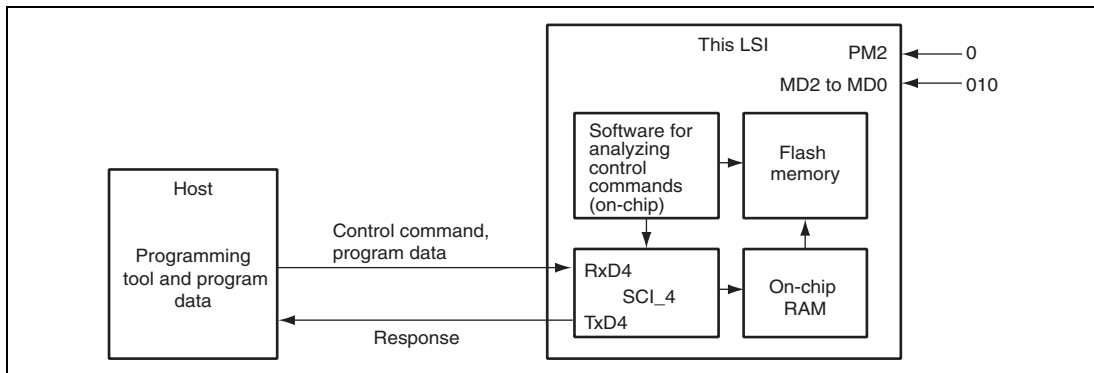 This LSI
PM2
0
MD2 to MD0
010
Software for
analyzing
control
commands
(on-chip)
Flash
memory
Host
Programming
tool and program
data
Control command,
program data
RxD4
SCI_4
TxD4
On-chip
RAM
Response